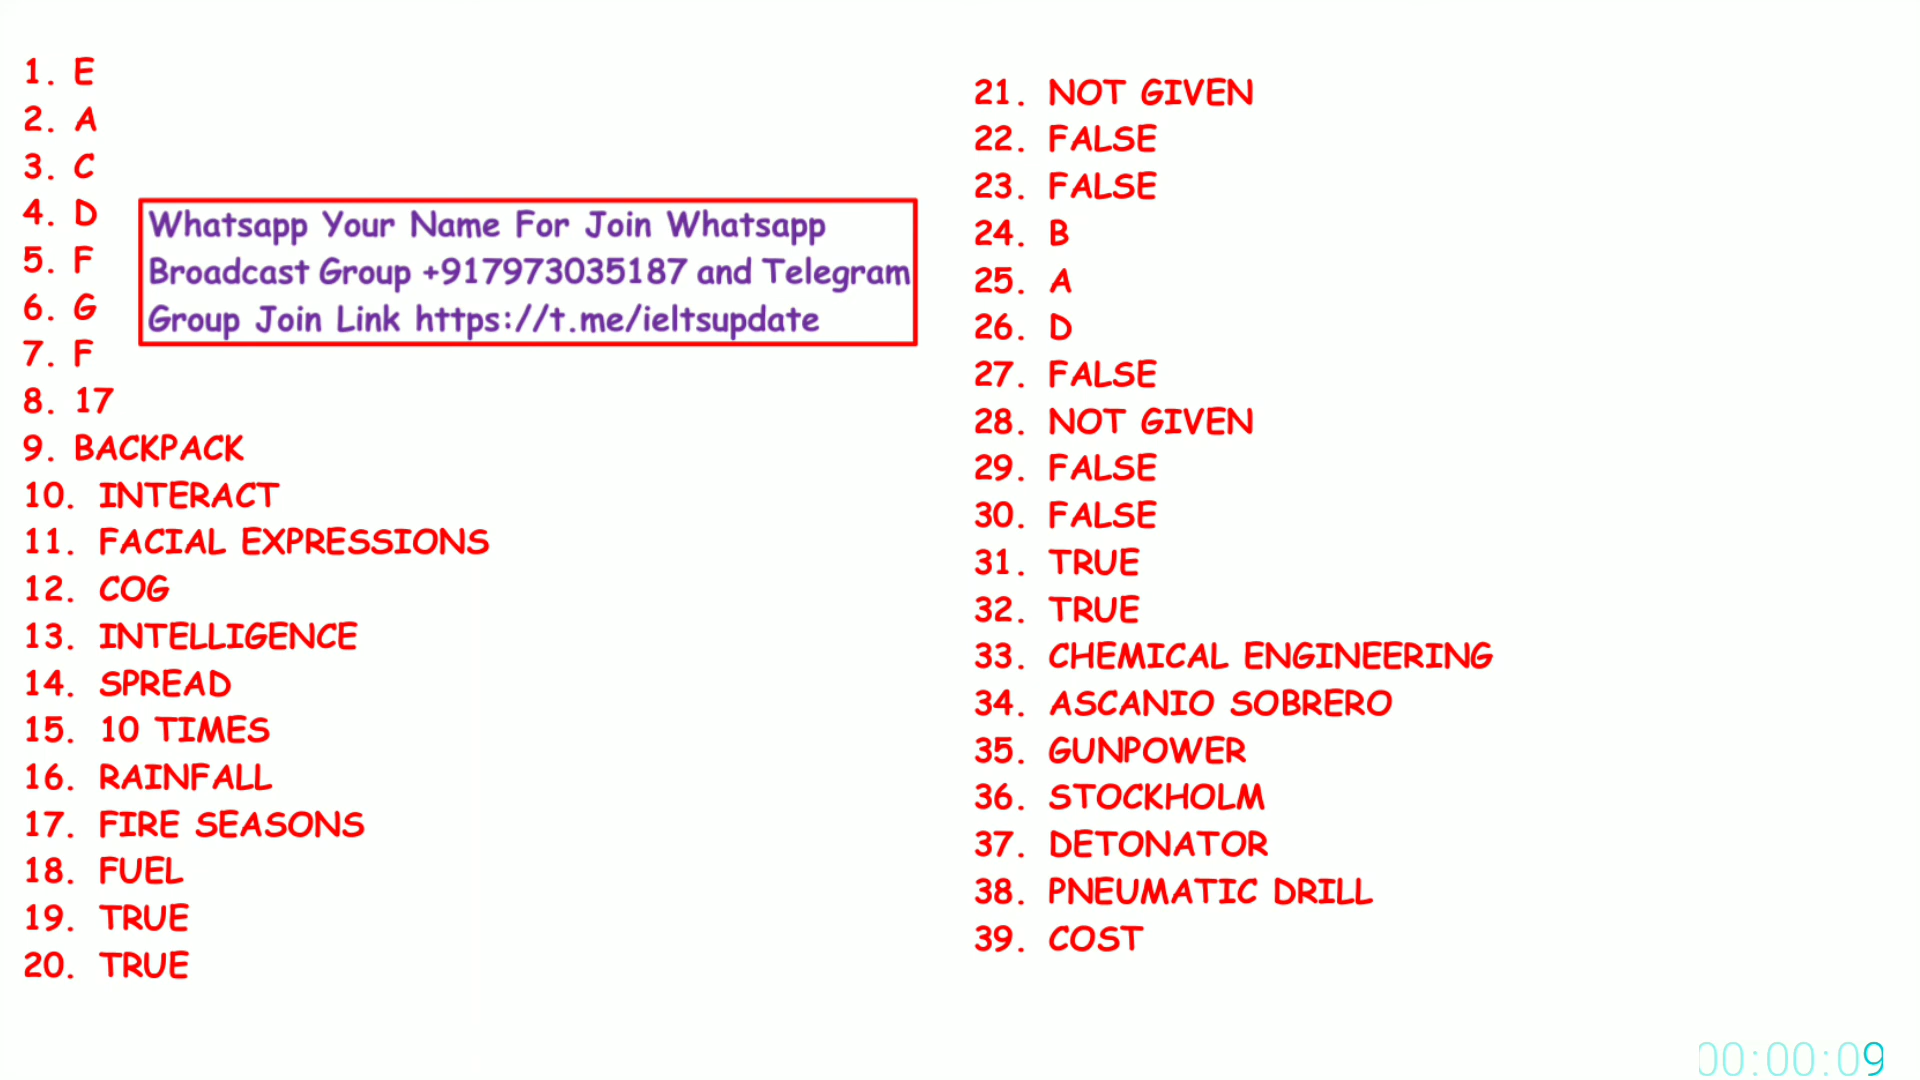 1. E
2. A
3. C
4. D
5. F
6. G
7. F
8. 17
9. BACKPACK
10. INTERACT
11. FACIAL EXPRESSIONS
12. COG
13. INTELLIGENCE
14. SPREAD
15. 10 TIMES
16. RAINFALL
17. FIRE SEASONS
18. FUEL
19. TRUE
20. TRUE
Whatsapp Your Name For Join Whatsapp
Broadcast Group +917973035187 and Telegram
Group Join Link https://t.me/ieltsupdate
21. NOT GIVEN
22. FALSE
23. FALSE
24. B
25. A
26. D
27. FALSE
28. NOT GIVEN
29. FALSE
30. FALSE
31. TRUE
32. TRUE
33. CHEMICAL ENGINEERING
34. ASCANIO SOBRERO
35. GUNPOWER
36. STOCKHOLM
37. DETONATOR
38. PNEUMATIC DRILL
39. COST
00:00:09